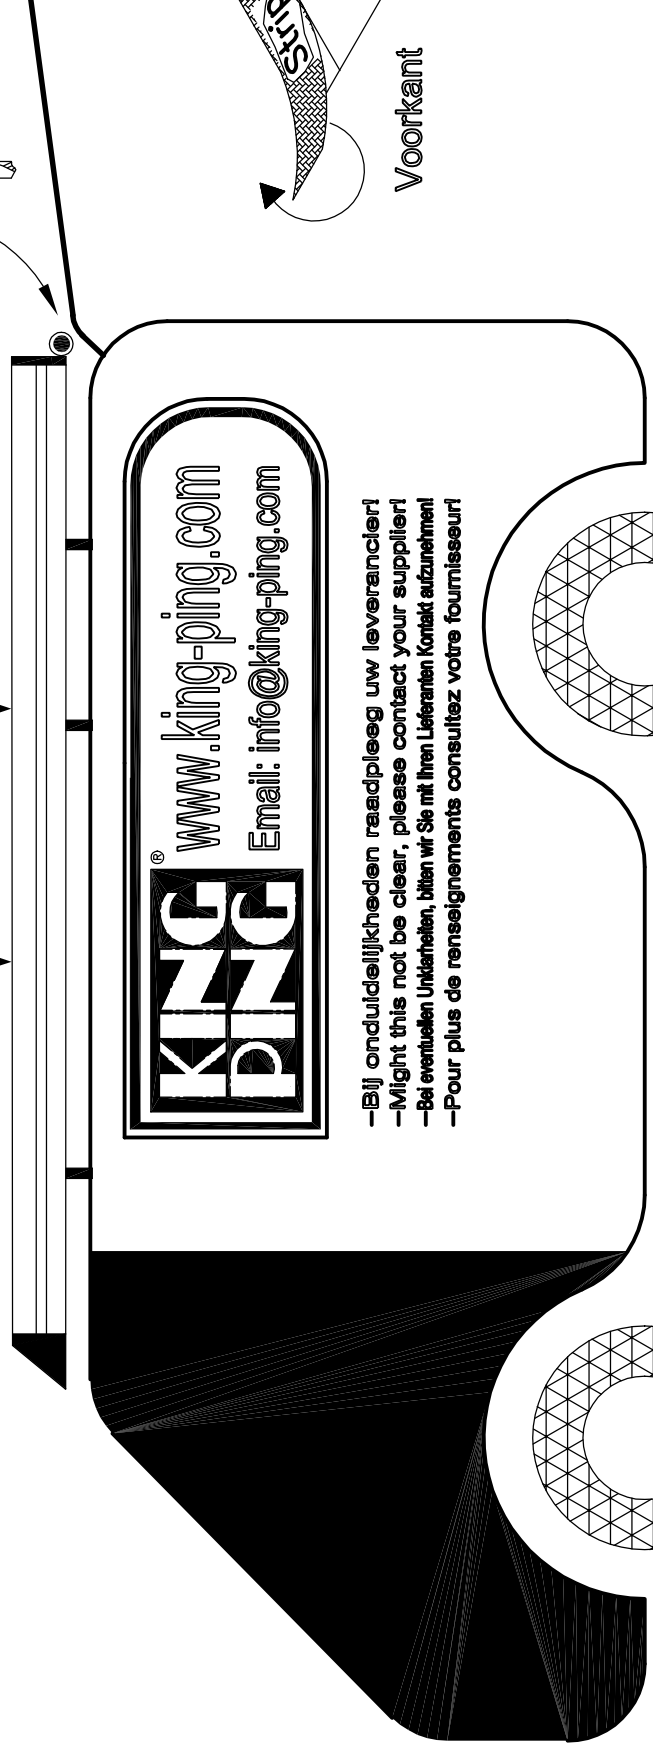 Strip
Voorkant
www.king-ping.com
Email: info@king-ping.com
®
KING
PING
–Bij onduidelijkheden raadpleeg uw leverancier!
–Might this not be clear, please contact your supplier!
–Bei eventuellen Unklarheiten, bitten wir Sie mit Ihren Lieferanten Kontakt aufzunehmen!
–Pour plus de renseignements consultez votre fournisseur!